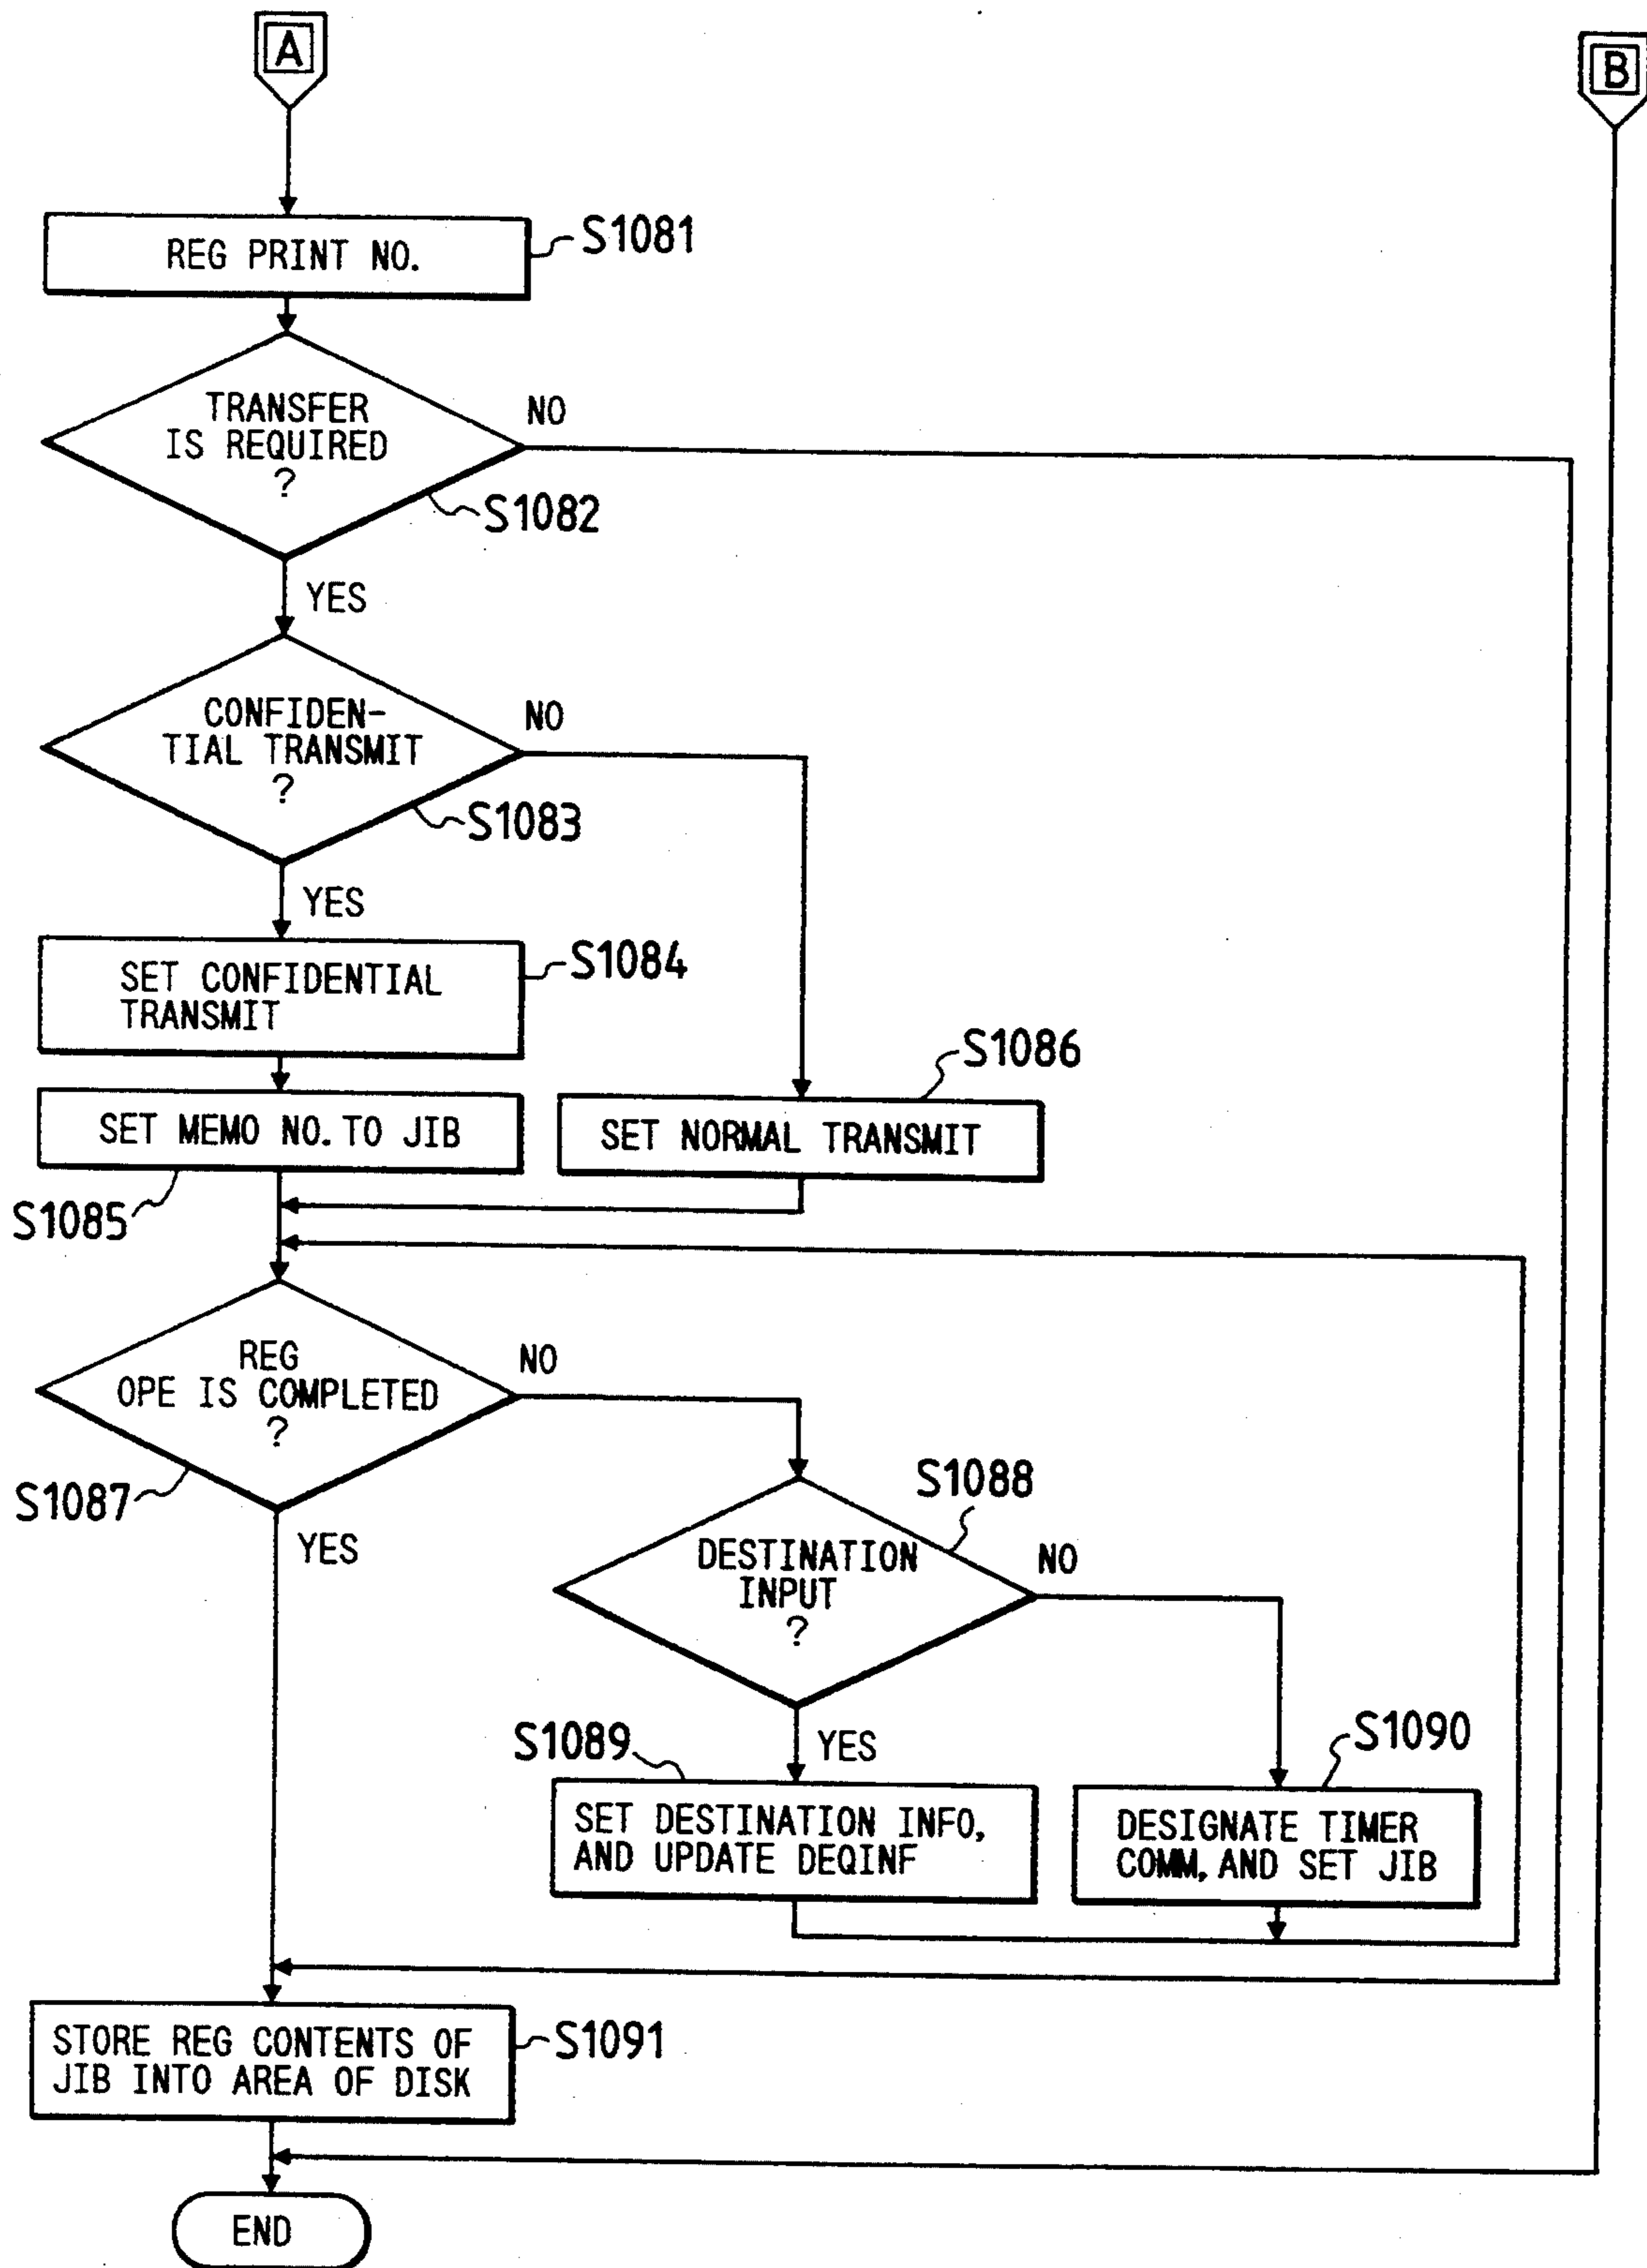 A
B
REG PRINT NO.
S1081
TRANSFER
IS REQUIRED
?
NO
S1082
YES
CONFIDEN-
TIAL TRANSMIT
?
NO
S1083
YES
SET CONFIDENTIAL
TRANSMIT
S1084
SET MEMO NO. TO JIB
S1085
S1086
SET NORMAL TRANSMIT
REG
OPE IS COMPLETED
?
NO
S1087
YES
S1088
DESTINATION
INPUT
?
NO
YES
S1089
SET DESTINATION INFO,
AND UPDATE DEQINF
S1090
DESIGNATE TIMER
COMM, AND SET JIB
STORE REG CONTENTS OF
JIB INTO AREA OF DISK
S1091
END